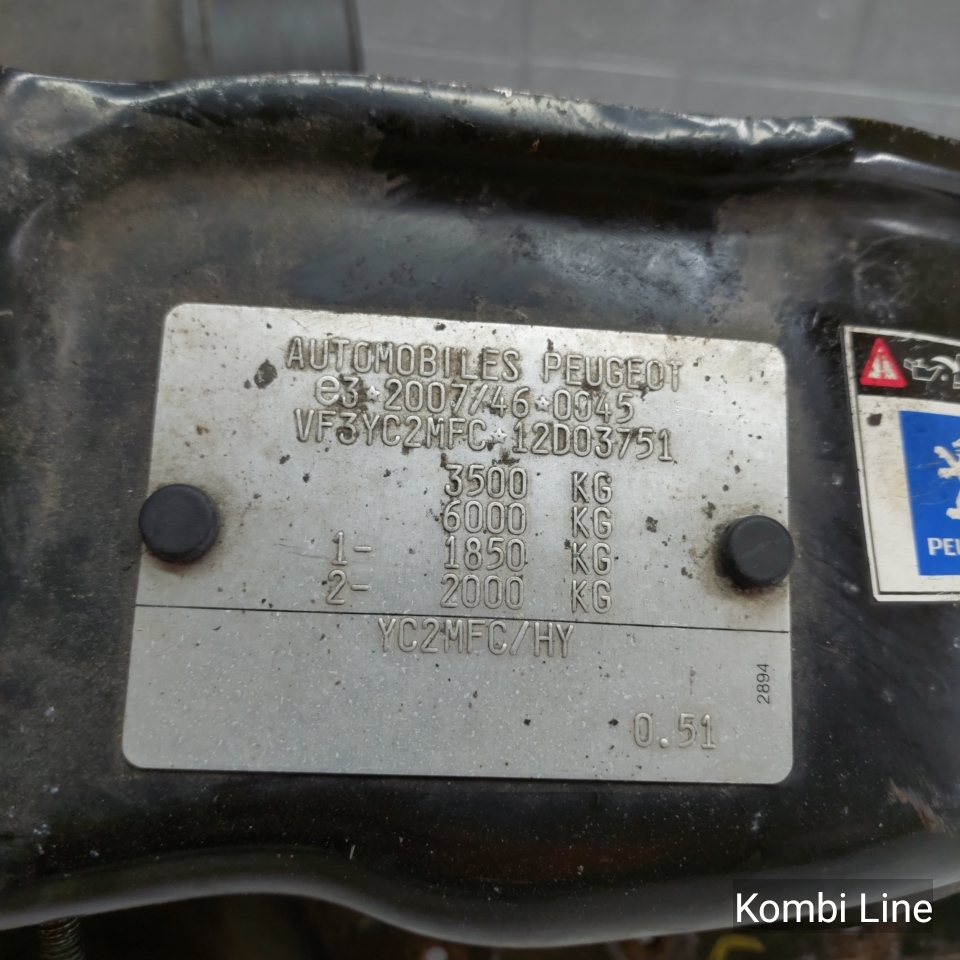 AUTOMOBILES PEUGEOT
e3*2007/46*0045
VF3YC2MFC*12D03751
3500 KG
6000 KG
1- 1850 KG
2- 2000 KG
YC2MFC/HY
2894
0.51
Kombi Line